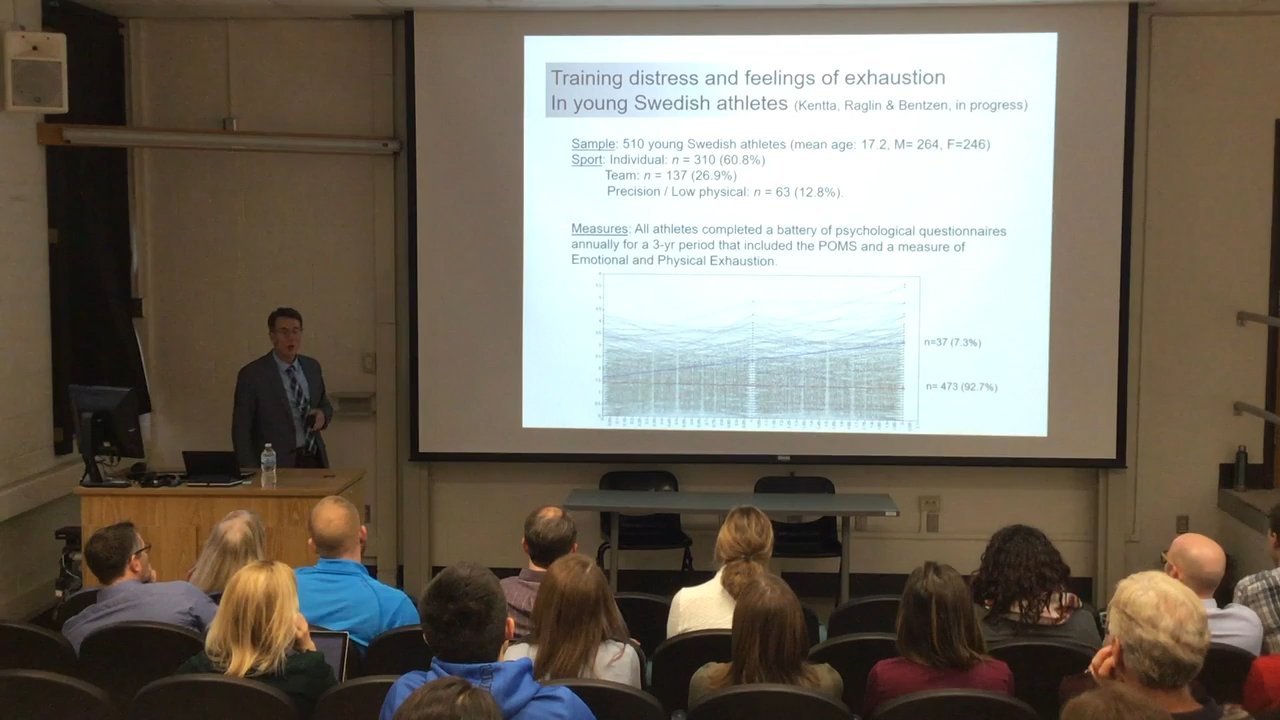 Training distress and feelings of exhaustion
In young Swedish athletes (Kentta, Raglin & Bentzen, in progress)
Sample: 510 young Swedish athletes (mean age: 17.2, M= 264, F=246)
Sport: Individual: n = 310 (60.8%)
Team: n = 137 (26.9%)
Precision / Low physical: n = 63 (12.8%).
Measures: All athletes completed a battery of psychological questionnaires
annually for a 3-yr period that included the POMS and a measure of
Emotional and Physical Exhaustion.
n=37 (7.3%)
n= 473 (92.7%)